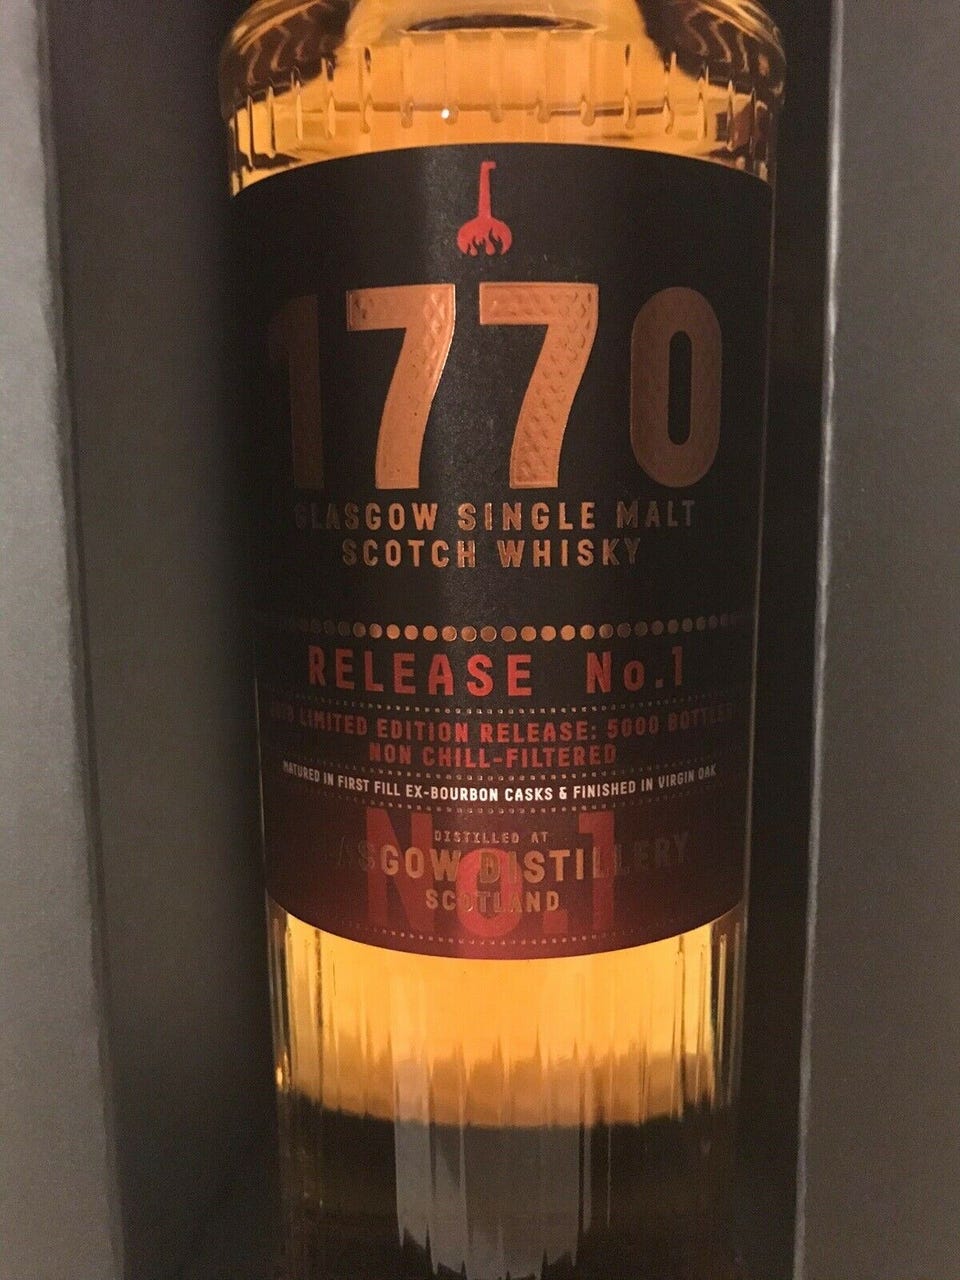 1770
GLASGOW SINGLE MALT
SCOTCH WHISKY
RELEASE No.1
LIMITED EDITION RELEASE: 5000 BOTTLES
NON CHILL-FILTERED
MATURED IN FIRST FILL EX-BOURBON CASKS & FINISHED IN VIRGIN OAK
No.1
DISTILLED AT
GLASGOW DISTILLERY
SCOTLAND